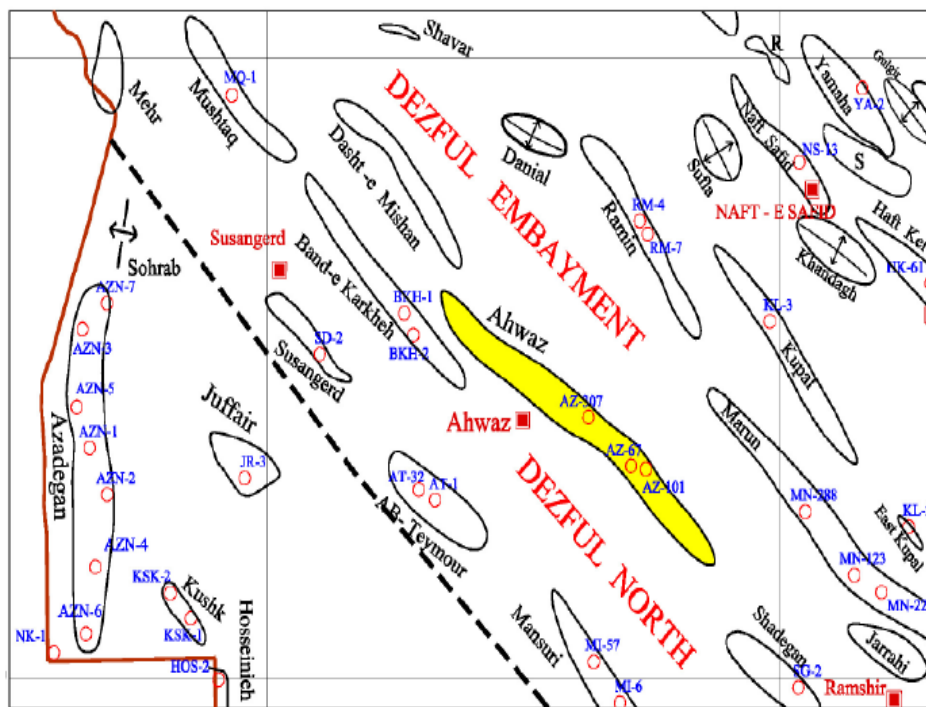 Shavar
R
Gulgir
Yamaha
YA-2
Mehr
MQ-1
Mushtaq
DEZFUL EMBAYMENT
Dasht -e Mishan
Danial
Sufla
Naft Safid
NS-13
S
NAFT - E SAFID
Haft Kel
HK-61
Khandagh
RM-4
RM-7
Ramin
Sohrab
Susangerd
Band-e Karkheh
BKH-1
BKH-2
SD-2
Susangerd
Ahwaz
KL-3
Kupal
AZN-7
AZN-3
AZN-5
AZN-1
AZN-2
AZN-4
AZN-6
Azadegan
NK-1
Juffair
JR-3
AZ-307
Ahwaz
AZ-67
AZ-101
AT-32
AT-1
AB- Teymour
DEZFUL NORTH
Marun
MN-288
MN-123
MN-22
KL-
East Kupal
KSK-2
Kushk
KSK-1
HOS-2
Hosseinieh
Mansuri
MI-57
MI-6
Shadegan
SG-2
Jarrahi
Ramshir